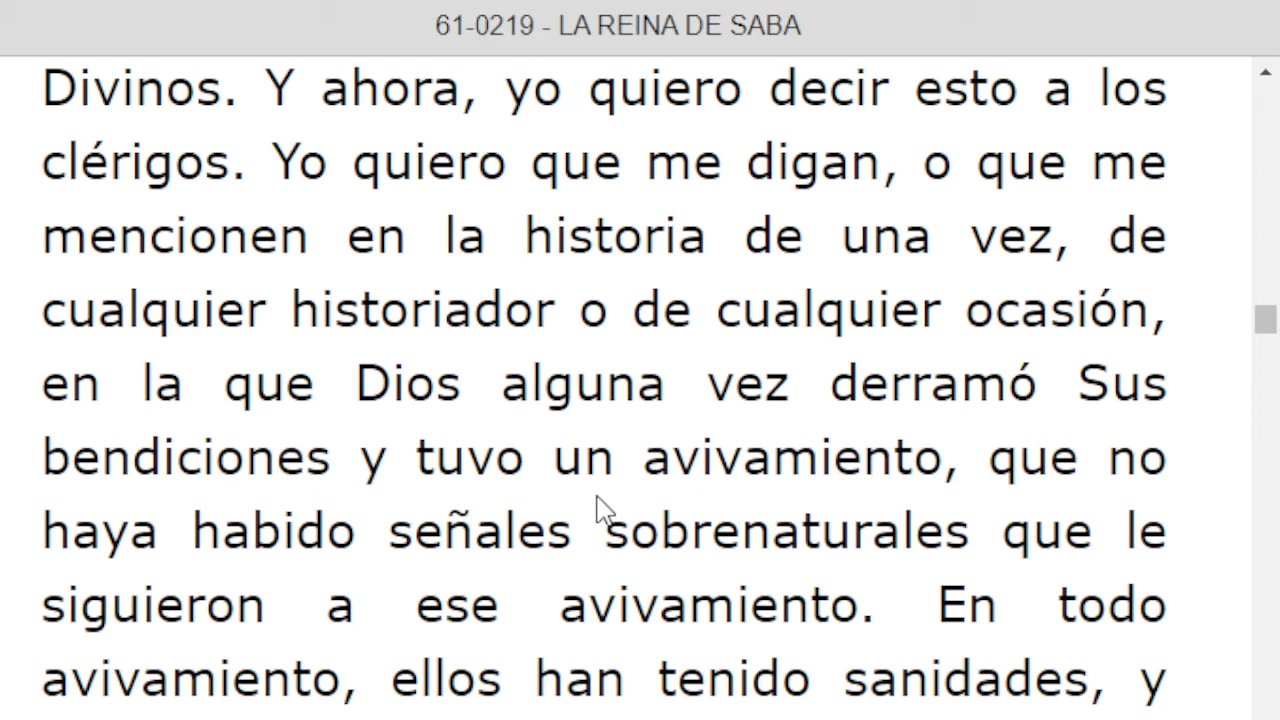 61-0219 - LA REINA DE SABA
Divinos. Y ahora, yo quiero decir esto a los
clérigos. Yo quiero que me digan, o que me
mencionen en la historia de una vez, de
cualquier historiador o de cualquier ocasión,
en la que Dios alguna vez derramó Sus
bendiciones y tuvo un avivamiento, que no
haya habido señales sobrenaturales que le
siguieron a ese avivamiento. En todo
avivamiento, ellos han tenido sanidades, y